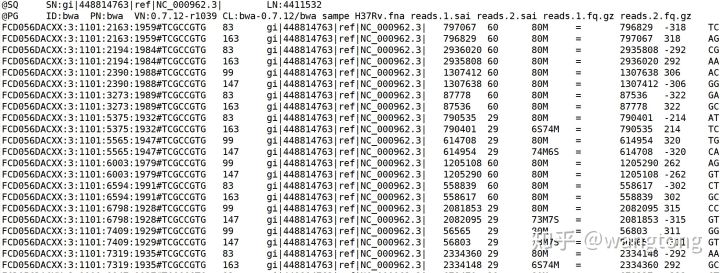 @SQ SN:gi|448814763|ref|NC_000962.3| LN:4411532
@PG ID:bwa PN:bwa VN:0.7.12-r1039 CL:bwa-0.7.12/bwa sampe H37Rv.fna reads.1.sai reads.2.sai reads.1.fq.gz reads.2.fq.gz
FCD056DACXX:3:1101:2163:1959#TCGCCGTG 83 gi|448814763|ref|NC_000962.3| 797067 60 80M = 796829 -318 TC
FCD056DACXX:3:1101:2163:1959#TCGCCGTG 163 gi|448814763|ref|NC_000962.3| 796829 60 80M = 797067 318 AG
FCD056DACXX:3:1101:2194:1984#TCGCCGTG 83 gi|448814763|ref|NC_000962.3| 2936020 60 80M = 2935808 -292 CG
FCD056DACXX:3:1101:2194:1984#TCGCCGTG 163 gi|448814763|ref|NC_000962.3| 2935808 60 80M = 2936020 292 AA
FCD056DACXX:3:1101:2390:1988#TCGCCGTG 99 gi|448814763|ref|NC_000962.3| 1307412 60 80M = 1307638 306 AC
FCD056DACXX:3:1101:2390:1988#TCGCCGTG 147 gi|448814763|ref|NC_000962.3| 1307638 60 80M = 1307412 -306 GG
FCD056DACXX:3:1101:3273:1989#TCGCCGTG 83 gi|448814763|ref|NC_000962.3| 87778 60 80M = 87536 -322 GA
FCD056DACXX:3:1101:3273:1989#TCGCCGTG 163 gi|448814763|ref|NC_000962.3| 87536 60 80M = 87778 322 GC
FCD056DACXX:3:1101:5375:1932#TCGCCGTG 83 gi|448814763|ref|NC_000962.3| 790535 29 80M = 790401 -214 AT
FCD056DACXX:3:1101:5375:1932#TCGCCGTG 163 gi|448814763|ref|NC_000962.3| 790401 29 6S74M = 790535 214 TC
FCD056DACXX:3:1101:5565:1947#TCGCCGTG 99 gi|448814763|ref|NC_000962.3| 614708 29 80M = 614954 320 TG
FCD056DACXX:3:1101:5565:1947#TCGCCGTG 147 gi|448814763|ref|NC_000962.3| 614954 29 74M6S = 614708 -320 CA
FCD056DACXX:3:1101:6003:1979#TCGCCGTG 99 gi|448814763|ref|NC_000962.3| 1205108 60 80M = 1205290 262 AG
FCD056DACXX:3:1101:6003:1979#TCGCCGTG 147 gi|448814763|ref|NC_000962.3| 1205290 60 80M = 1205108 -262 GT
FCD056DACXX:3:1101:6594:1991#TCGCCGTG 83 gi|448814763|ref|NC_000962.3| 558839 60 80M = 558617 -302 CT
FCD056DACXX:3:1101:6594:1991#TCGCCGTG 163 gi|448814763|ref|NC_000962.3| 558617 60 80M = 558839 302 GC
FCD056DACXX:3:1101:6798:1928#TCGCCGTG 99 gi|448814763|ref|NC_000962.3| 2081853 29 80M = 2082095 315 CC
FCD056DACXX:3:1101:6798:1928#TCGCCGTG 147 gi|448814763|ref|NC_000962.3| 2082095 29 73M7S = 2081853 -315 GT
FCD056DACXX:3:1101:7409:1929#TCGCCGTG 99 gi|448814763|ref|NC_000962.3| 56565 29 = 56803 311 GG
FCD056DACXX:3:1101:7409:1929#TCGCCGTG 147 gi|448814763|ref|NC_000962.3| 56803 29 GG
FCD056DACXX:3:1101:7319:1935#TCGCCGTG 83 gi|448814763|ref|NC_000962.3| 2334360 29 80M = 2334148 -292 AA
FCD056DACXX:3:1101:7319:1935#TCGCCGTG 163 gi|448814763|ref|NC_000962.3| 2334148 29 6S74M = 2334360 292 GC
知乎 @wangtong